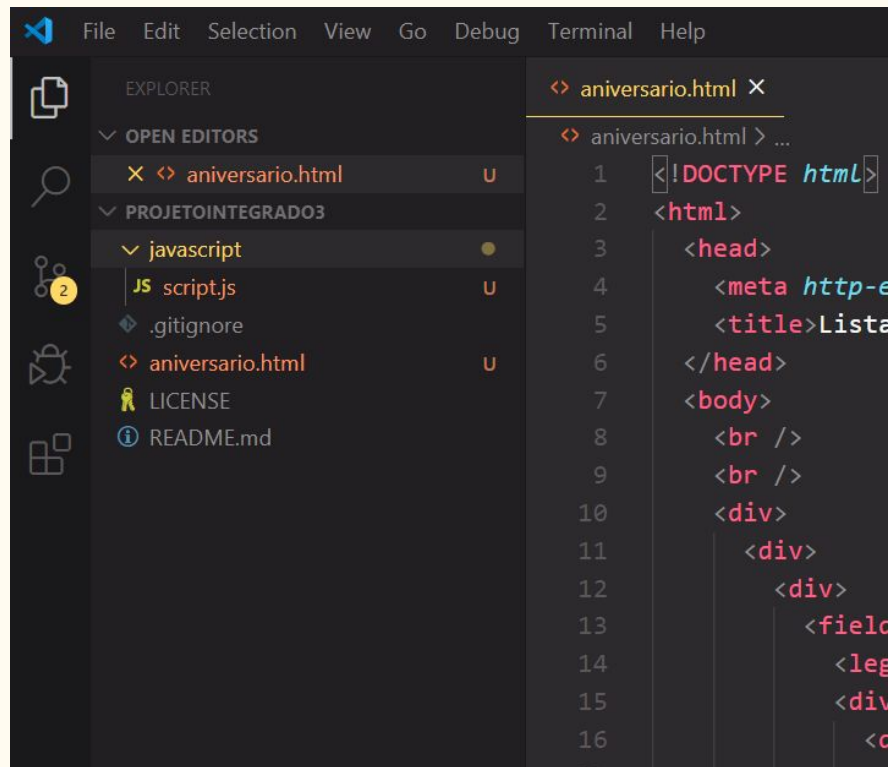 File Edit Selection View Go Debug Terminal Help
EXPLORER
OPEN EDITORS
aniversario.html U
PROJETOINTEGRADO3
javascript
JS script.js U
.gitignore
aniversario.html U
LICENSE
README.md
2
aniversario.html
aniversario.html > ...
1 <!DOCTYPE html>
2 <html>
3 <head>
4 <meta http-e
5 <title>Lista
6 </head>
7 <body>
8 <br />
9 <br />
10 <div>
11 <div>
12 <div>
13 <field
14 <leg
15 <div
16 <d